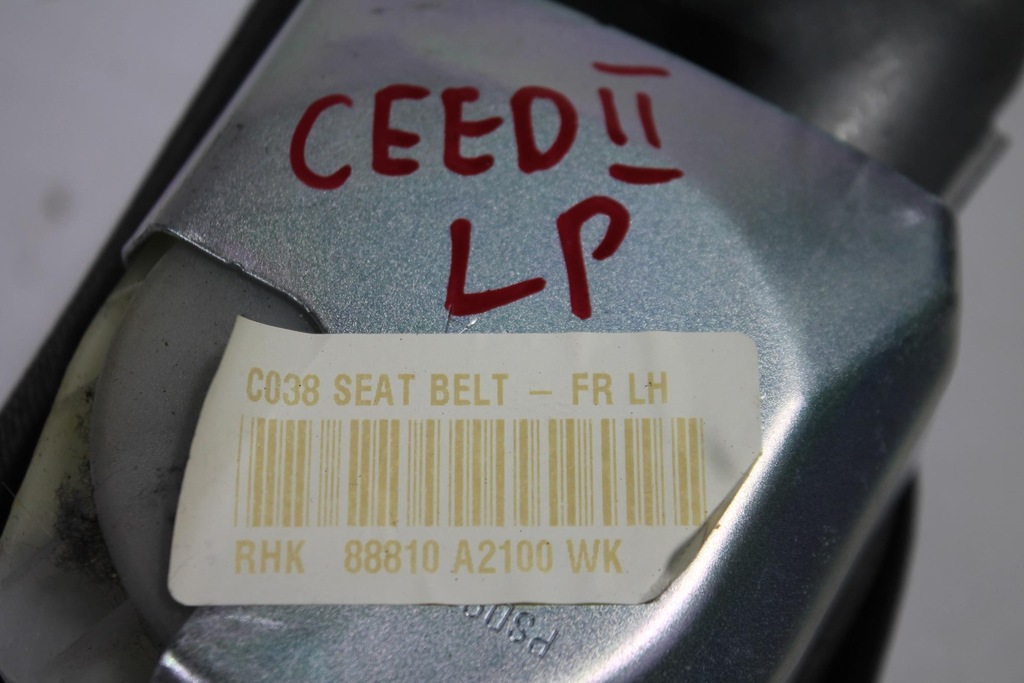 CEED II
LP
C038 SEAT BELT – FR LH
RHK 88810 A2100 WK